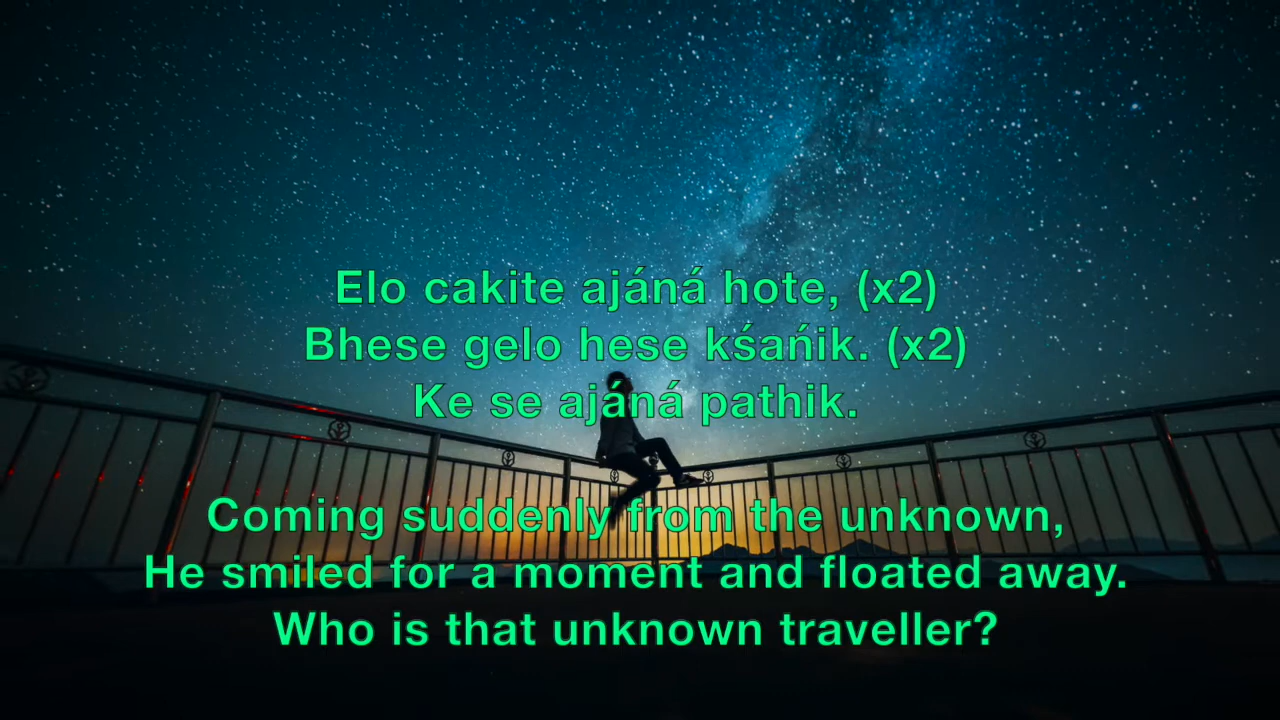 Elo cakite ajáná hote, (x2)
Bhese gelo hese kśańik. (x2)
Ke se ajáná pathik.
Coming suddenly from the unknown,
He smiled for a moment and floated away.
Who is that unknown traveller?